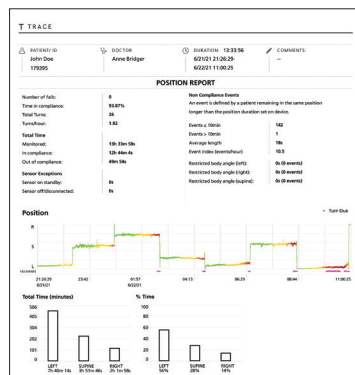 T TRACE
PATIENT/ ID
John Doe
179395
DOCTOR
Anne Bridger
DURATION: 13:33:56
6/21/21 21:26:29-
6/22/21 11:00:25
COMMENTS:
--
POSITION REPORT
Number of falls: 0
Time in compliance: 93.87%
Total Turns: 26
Turns/hour: 1.92
Total Time
Monitored: 13h 33m 58s
In compliance: 12h 44m 4s
Out of compliance: 49m 54s
Sensor Exceptions
Sensor on standby: 0s
Sensor off/disconnected: 0s
Non Compliance Events
An event is defined by a patient remaining in the same position
longer than the position duration set on device.
Events ≤ 10min 142
Events > 10min 1
Average length 18s
Event Index (events/hour) 10.5
Restricted body angle (left): 0s (0 events)
Restricted body angle (right): 0s (0 events)
Restricted body angle (supine): 0s (0 events)
Position
– Turn Due
R
S
L
21:26:29 23:42 01:57 04:13 06:29 08:44 11:00:25
6/21/21 6/22/21
Total Time (minutes)
506
405
304
202
101
0
LEFT SUPINE RIGHT
7h 40m 14s 3h 51m 46s 2h 1m 58s
% Time
100
80
60
40
20
0
LEFT SUPINE RIGHT
56% 28% 14%